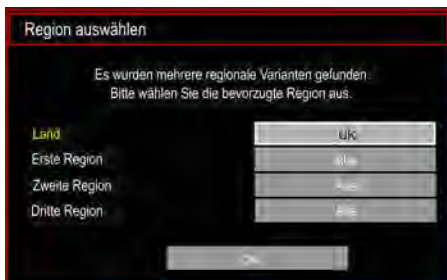 Region auswählen
Es wurden mehrere regionale Varianten gefunden
Bitte wählen Sie die bevorzugte Region aus.
Land
uk
Erste Region
Zweite Region
Dritte Region